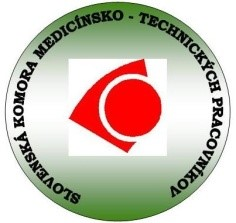 SLOVENSKÁ KOMORA MEDICÍNSKO - TECHNICKÝCH PRACOVNÍKOV